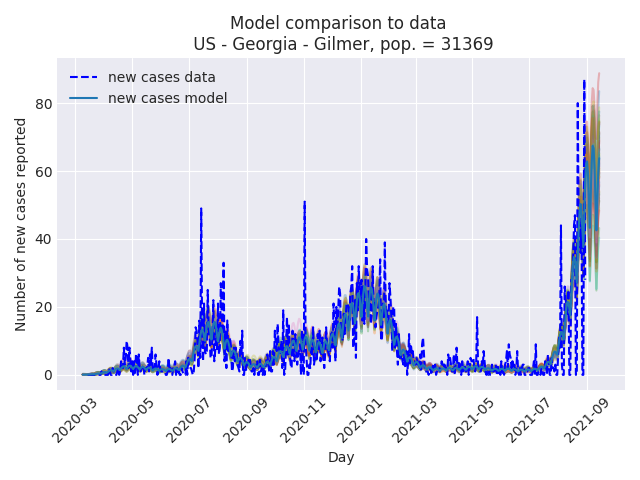 Model comparison to data
US - Georgia - Gilmer, pop. = 31369
new cases data
new cases model
Number of new cases reported
80
60
40
20
0
2020-03
2020-05
2020-07
2020-09
2020-11
2021-01
2021-03
2021-05
2021-07
2021-09
Day